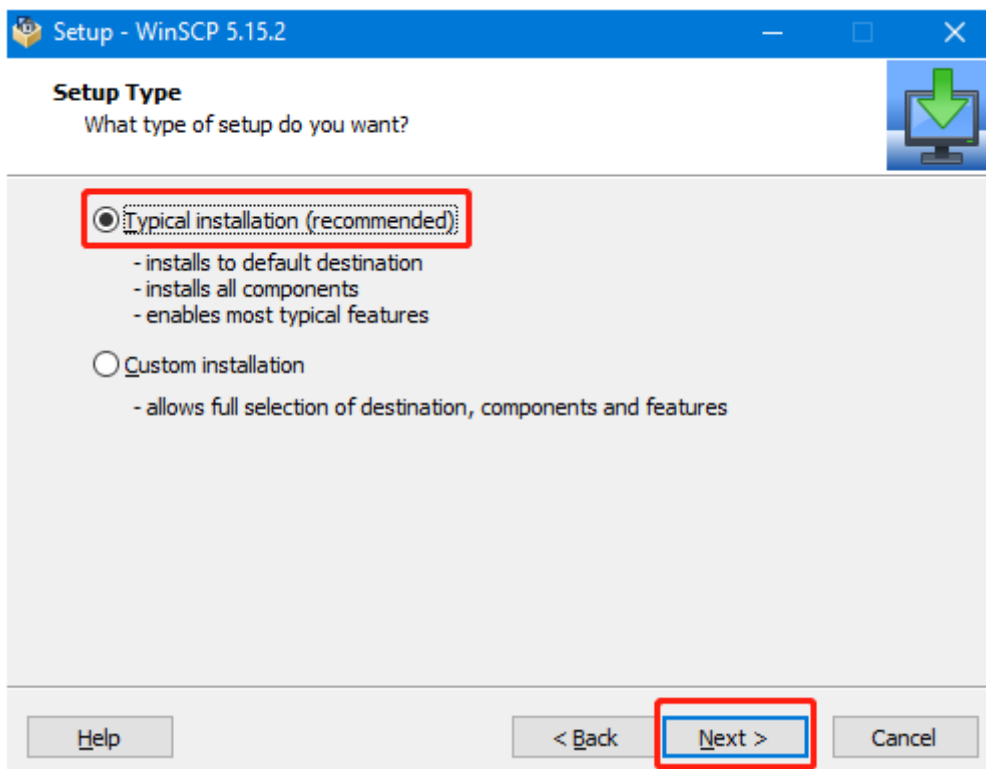 Setup - WinSCP 5.15.2
Setup Type
What type of setup do you want?
Typical installation (recommended)
- installs to default destination
- installs all components
- enables most typical features
Custom installation
- allows full selection of destination, components and features
Help
< Back
Next >
Cancel